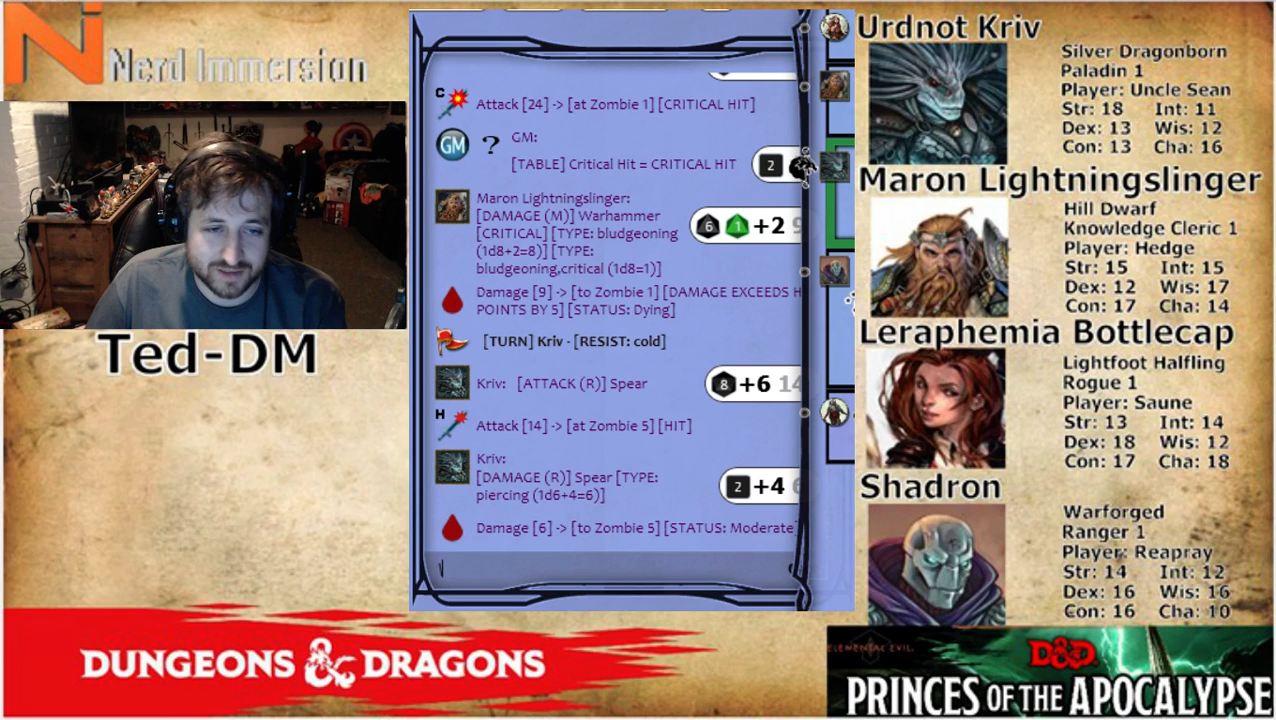 Ni
Nerd Immersion
Ted-DM
DUNGEONS & DRAGONS
C
Attack [24] -> [at Zombie 1] [CRITICAL HIT]
GM
?
GM:
[TABLE] Critical Hit = CRITICAL HIT
2
Maron Lightningslinger:
[DAMAGE (M)] Warhammer
[CRITICAL] [TYPE: bludgeoning
(1d8+2=8)] [TYPE:
bludgeoning,critical (1d8=1)]
6 1 +2 9
Damage [9] -> [to Zombie 1] [DAMAGE EXCEEDS H
POINTS BY 5] [STATUS: Dying]
[TURN] Kriv - [RESIST: cold]
Kriv: [ATTACK (R)] Spear
8 +6 14
H
Attack [14] -> [at Zombie 5] [HIT]
Kriv:
[DAMAGE (R)] Spear [TYPE:
piercing (1d6+4=6)]
2 +4 6
Damage [6] -> [to Zombie 5] [STATUS: Moderate]
Urdnot Kriv
Silver Dragonborn
Paladin 1
Player: Uncle Sean
Str: 18 Int: 11
Dex: 13 Wis: 12
Con: 13 Cha: 16
Maron Lightningslinger
Hill Dwarf
Knowledge Cleric 1
Player: Hedge
Str: 15 Int: 15
Dex: 12 Wis: 17
Con: 17 Cha: 14
Leraphemia Bottlecap
Lightfoot Halfling
Rogue 1
Player: Saune
Str: 13 Int: 14
Dex: 18 Wis: 12
Con: 17 Cha: 18
Shadron
Warforged
Ranger 1
Player: Reapray
Str: 14 Int: 12
Dex: 16 Wis: 16
Con: 16 Cha: 10
ELEMENTAL EVIL
D&D
PRINCES OF THE APOCALYPSE